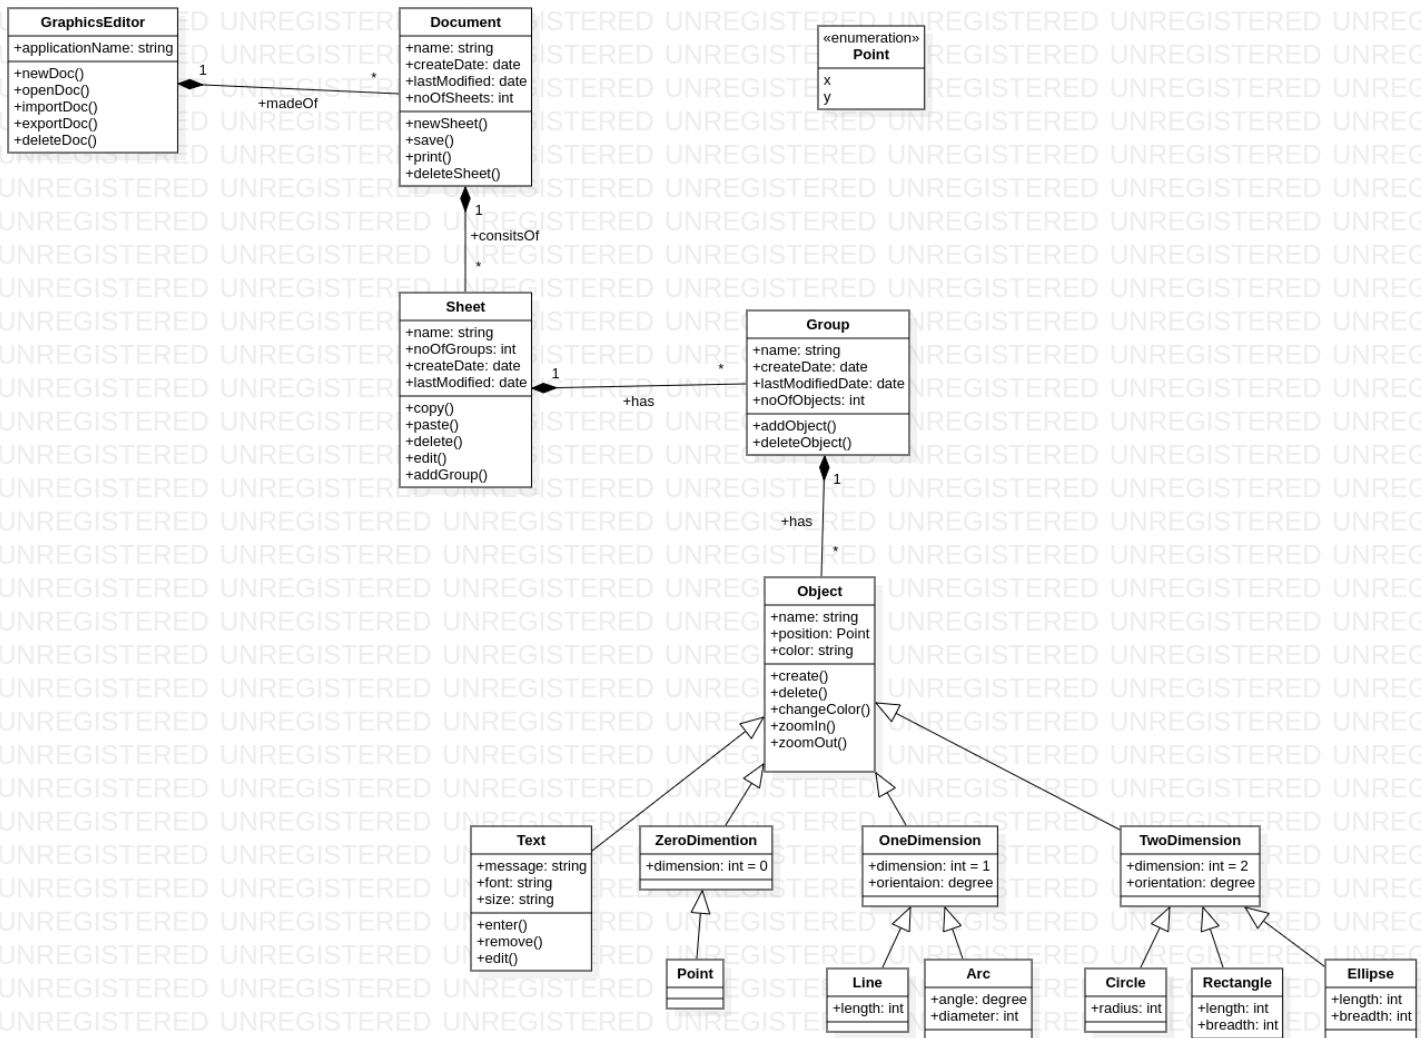 GraphicsEditor
+applicationName: string
+newDoc()
+openDoc()
+importDoc()
+exportDoc()
+deleteDoc()
1
*
+madeOf
Document
+name: string
+createDate: date
+lastModified: date
+noOfSheets: int
+newSheet()
+save()
+print()
+deleteSheet()
«enumeration»
Point
x
y
1
+consitsOf
*
Sheet
+name: string
+noOfGroups: int
+createDate: date
+lastModified: date
+copy()
+paste()
+delete()
+edit()
+addGroup()
1
*
+has
Group
+name: string
+createDate: date
+lastModifiedDate: date
+noOfObjects: int
+addObject()
+deleteObject()
1
+has
*
Object
+name: string
+position: Point
+color: string
+create()
+delete()
+changeColor()
+zoomIn()
+zoomOut()
Text
+message: string
+font: string
+size: string
+enter()
+remove()
+edit()
ZeroDimention
+dimension: int = 0
OneDimension
+dimension: int = 1
+orientaion: degree
TwoDimension
+dimension: int = 2
+orientation: degree
Point
Line
+length: int
Arc
+angle: degree
+diameter: int
Circle
+radius: int
Rectangle
+length: int
+breadth: int
Ellipse
+length: int
+breadth: int
UNREGISTERED